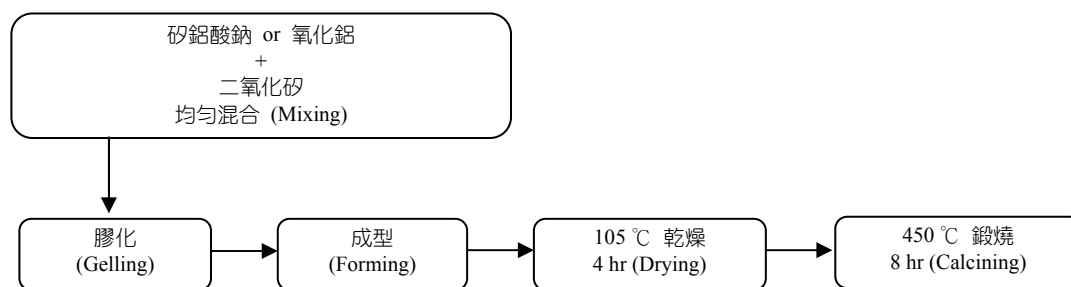 矽鋁酸鈉 or 氧化鋁
+
二氧化矽
均勻混合 (Mixing)
膠化
(Gelling)
成型
(Forming)
105 ℃ 乾燥
4 hr (Drying)
450 ℃ 鍛燒
8 hr (Calcining)